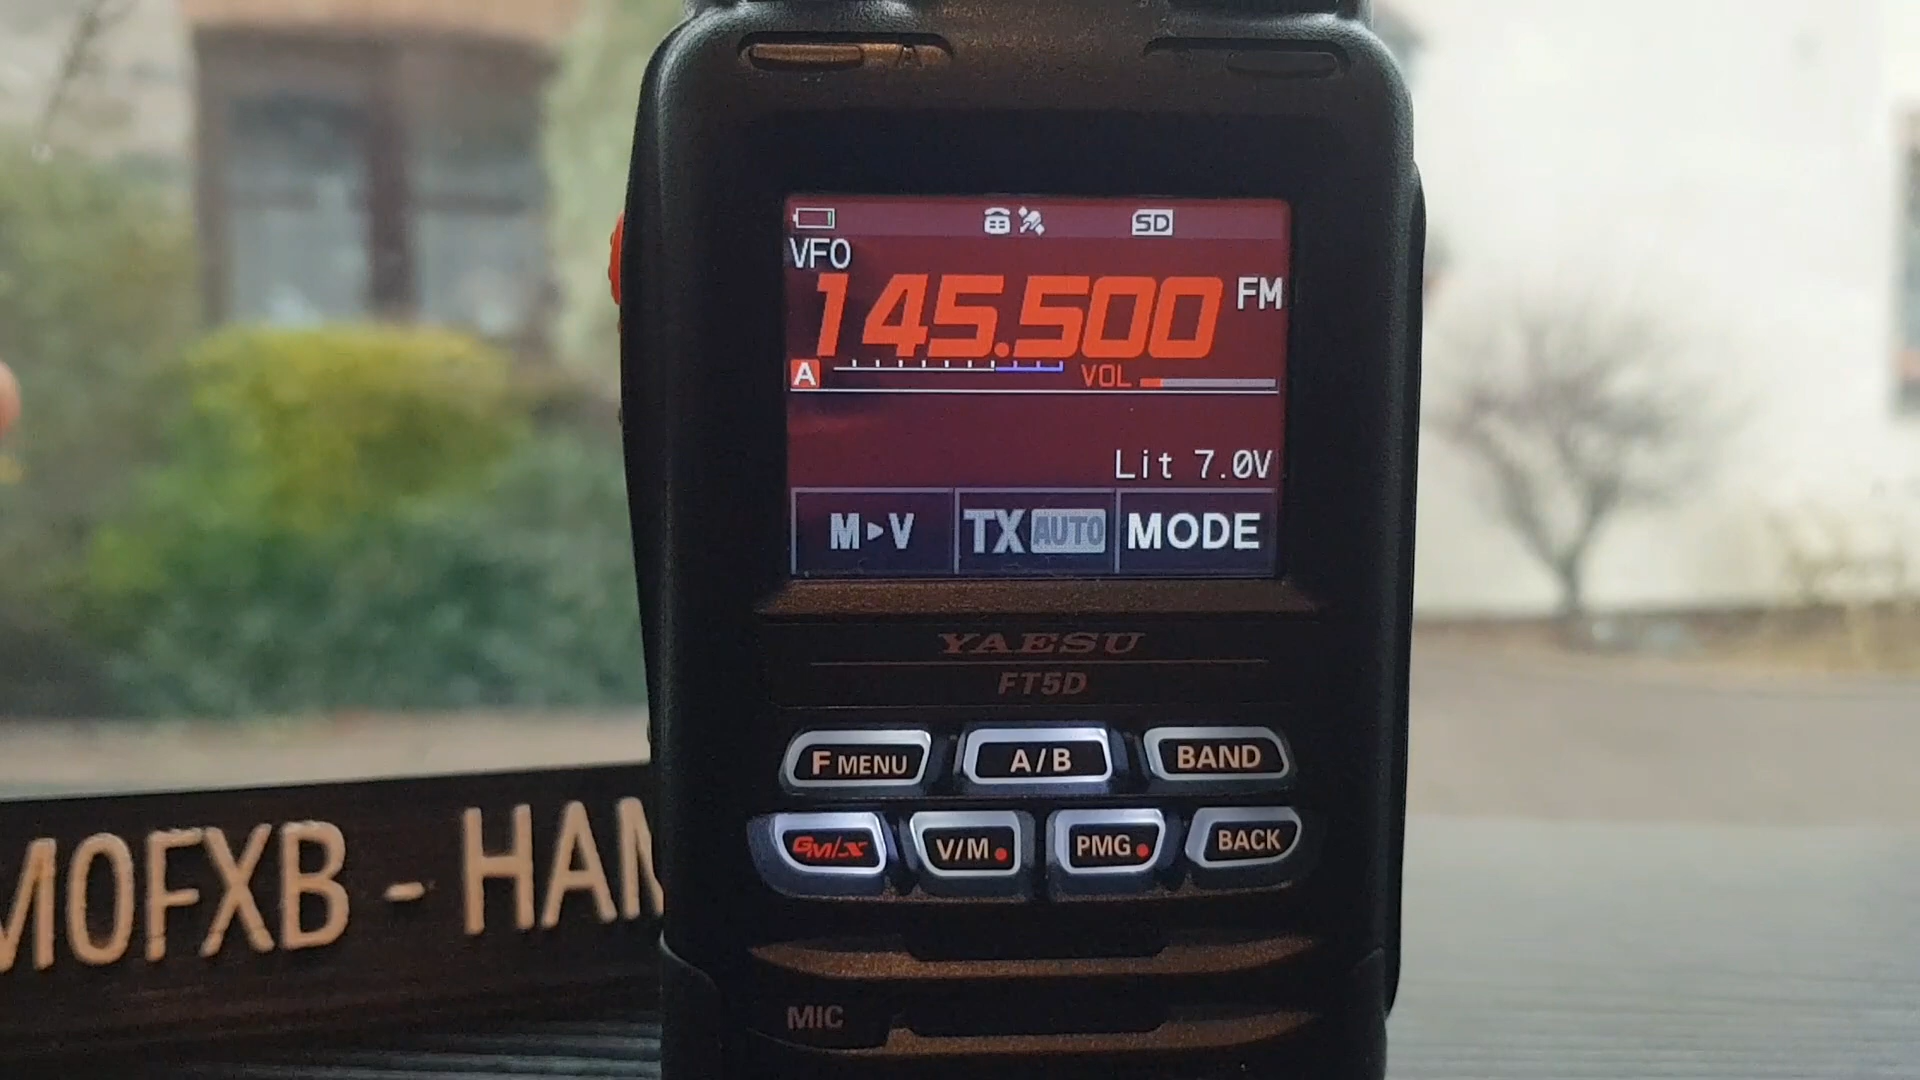 SD
VFO
145.500 FM
A VOL
Lit 7.0V
M▸V TX AUTO MODE
YAESU
FT5D
F MENU A/B BAND
GM/X V/M PMG BACK
M0FXB - HAM
MIC